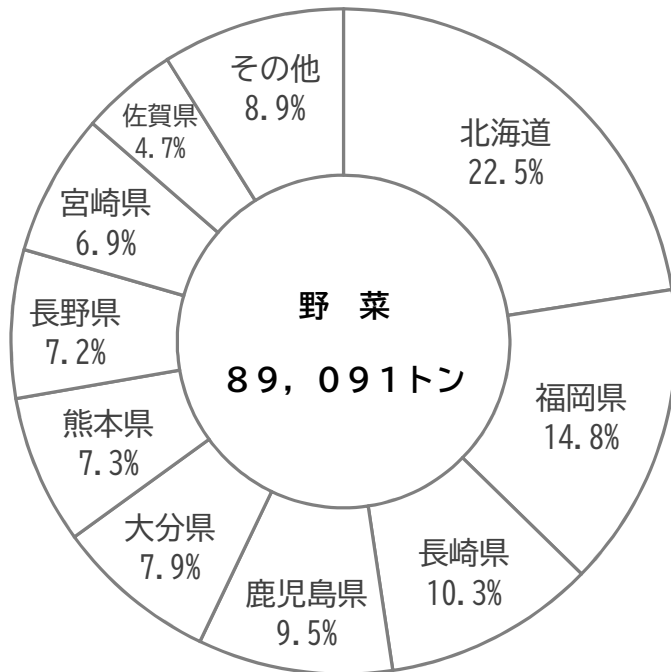 野　菜
８９，０９１トン
北海道
22.5%
福岡県
14.8%
長崎県
10.3%
鹿児島県
9.5%
大分県
7.9%
熊本県
7.3%
長野県
7.2%
宮崎県
6.9%
佐賀県
4.7%
その他
8.9%